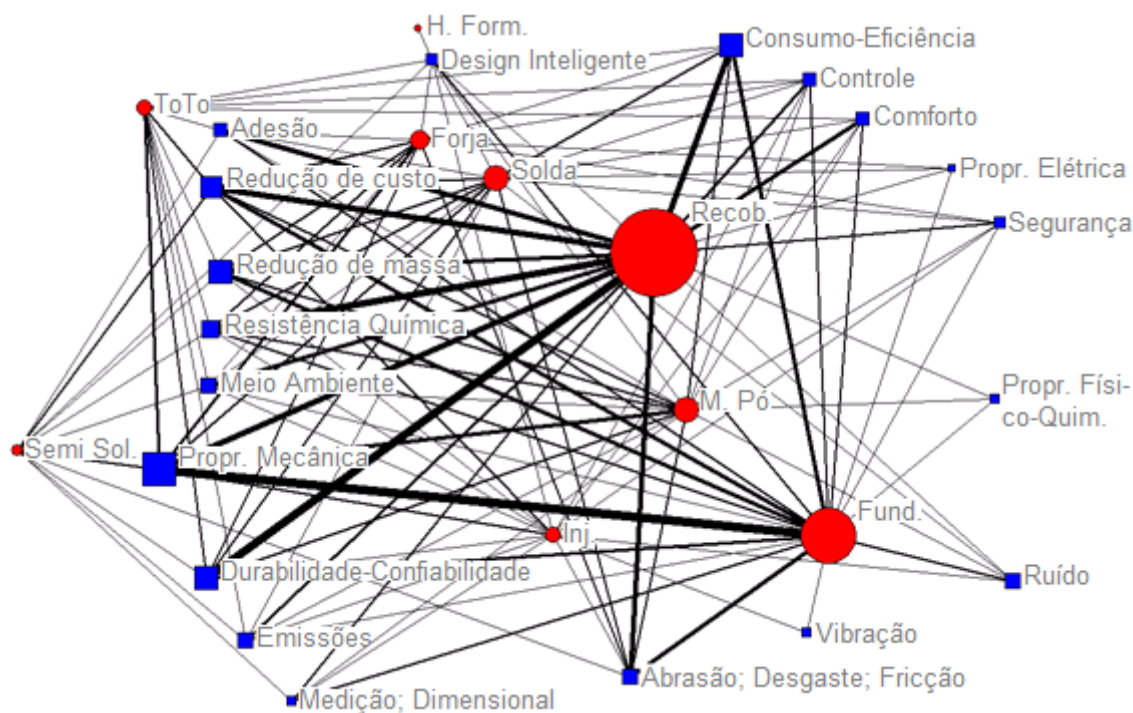 H. Form.
Design Inteligente
Consumo-Eficiência
Controle
Comforto
ToTo
Adesão
Forja
Solda
Propr. Elétrica
Redução de custo
Recob.
Segurança
Redução de massa
Resistência Química
Meio Ambiente
M. Pó
Propr. Físi-
co-Quim.
Semi Sol.
Propr. Mecânica
Fund.
Inj.
Durabilidade-Confiabilidade
Ruído
Emissões
Vibração
Abrasão; Desgaste; Fricção
Medição; Dimensional